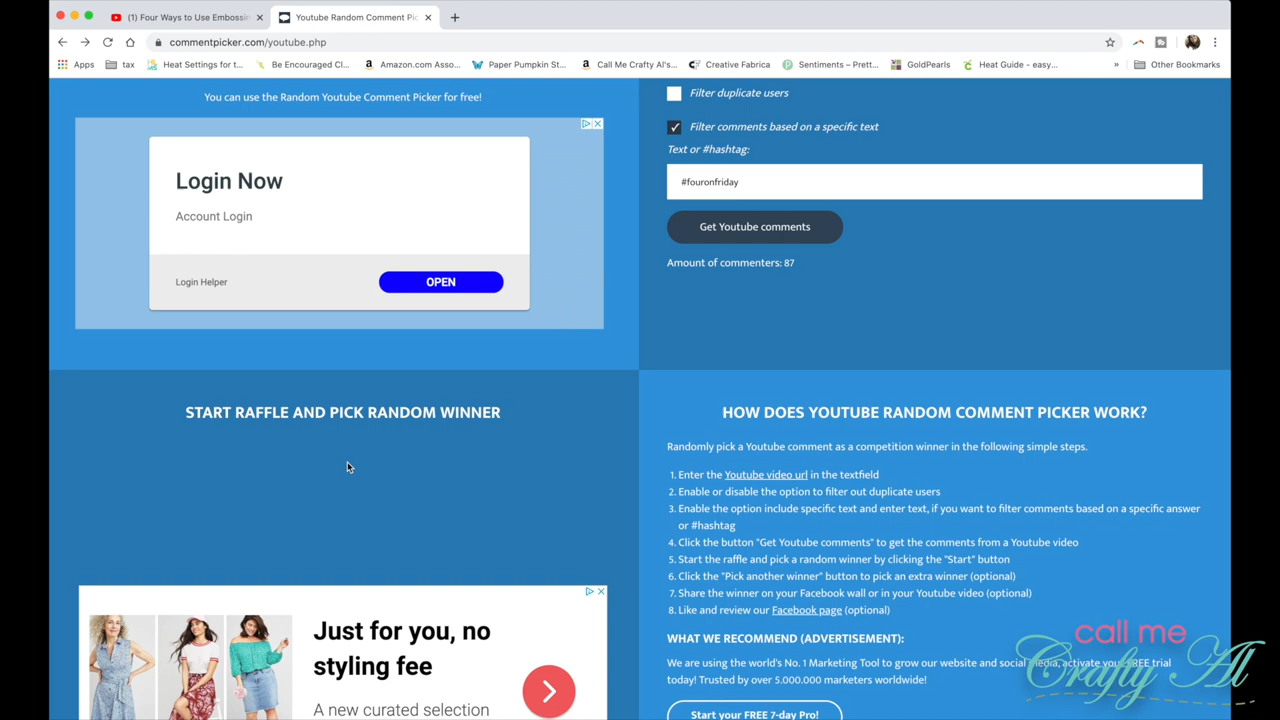 (1) Four Ways to Use Embossin
Youtube Random Comment Pic
commentpicker.com/youtube.php
Apps
tax
Heat Settings for t...
Be Encouraged Cl...
Amazon.com Asso...
Paper Pumpkin St...
Call Me Crafty Al's...
Creative Fabrica
Sentiments – Prett...
GoldPearls
Heat Guide - easy...
»
Other Bookmarks
You can use the Random Youtube Comment Picker for free!
Login Now
Account Login
Login Helper
OPEN
Filter duplicate users
Filter comments based on a specific text
Text or #hashtag:
#fouronfriday
Get Youtube comments
Amount of commenters: 87
START RAFFLE AND PICK RANDOM WINNER
Just for you, no
styling fee
A new curated selection
HOW DOES YOUTUBE RANDOM COMMENT PICKER WORK?
Randomly pick a Youtube comment as a competition winner in the following simple steps.
1. Enter the Youtube video url in the textfield
2. Enable or disable the option to filter out duplicate users
3. Enable the option include specific text and enter text, if you want to filter comments based on a specific answer
or #hashtag
4. Click the button "Get Youtube comments" to get the comments from a Youtube video
5. Start the raffle and pick a random winner by clicking the "Start" button
6. Click the "Pick another winner" button to pick an extra winner (optional)
7. Share the winner on your Facebook wall or in your Youtube video (optional)
8. Like and review our Facebook page (optional)
WHAT WE RECOMMEND (ADVERTISEMENT):
We are using the world's No. 1 Marketing Tool to grow our website and social media, activate your FREE trial
today! Trusted by over 5.000.000 marketers worldwide!
Start your FREE 7-day Pro!
call me
Crafty Al